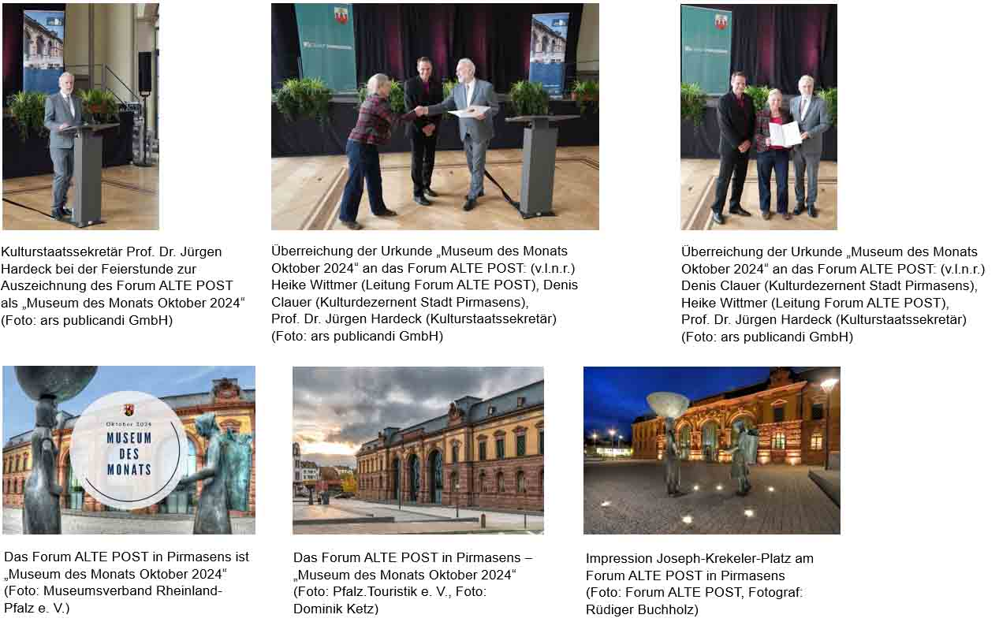 Kulturstaatssekretär Prof. Dr. Jürgen
Hardeck bei der Feierstunde zur
Auszeichnung des Forum ALTE POST
als „Museum des Monats Oktober 2024“
(Foto: ars publicandi GmbH)
Überreichung der Urkunde „Museum des Monats
Oktober 2024“ an das Forum ALTE POST: (v.l.n.r.)
Heike Wittmer (Leitung Forum ALTE POST), Denis
Clauer (Kulturdezernent Stadt Pirmasens),
Prof. Dr. Jürgen Hardeck (Kulturstaatssekretär)
(Foto: ars publicandi GmbH)
Überreichung der Urkunde „Museum des Monats
Oktober 2024“ an das Forum ALTE POST: (v.l.n.r.)
Denis Clauer (Kulturdezernent Stadt Pirmasens),
Heike Wittmer (Leitung Forum ALTE POST),
Prof. Dr. Jürgen Hardeck (Kulturstaatssekretär)
(Foto: ars publicandi GmbH)
Oktober 2024
MUSEUM
DES
MONATS
Das Forum ALTE POST in Pirmasens ist
„Museum des Monats Oktober 2024“
(Foto: Museumsverband Rheinland-
Pfalz e. V.)
Das Forum ALTE POST in Pirmasens –
„Museum des Monats Oktober 2024“
(Foto: Pfalz.Touristik e. V., Foto:
Dominik Ketz)
Impression Joseph-Krekeler-Platz am
Forum ALTE POST in Pirmasens
(Foto: Forum ALTE POST, Fotograf:
Rüdiger Buchholz)